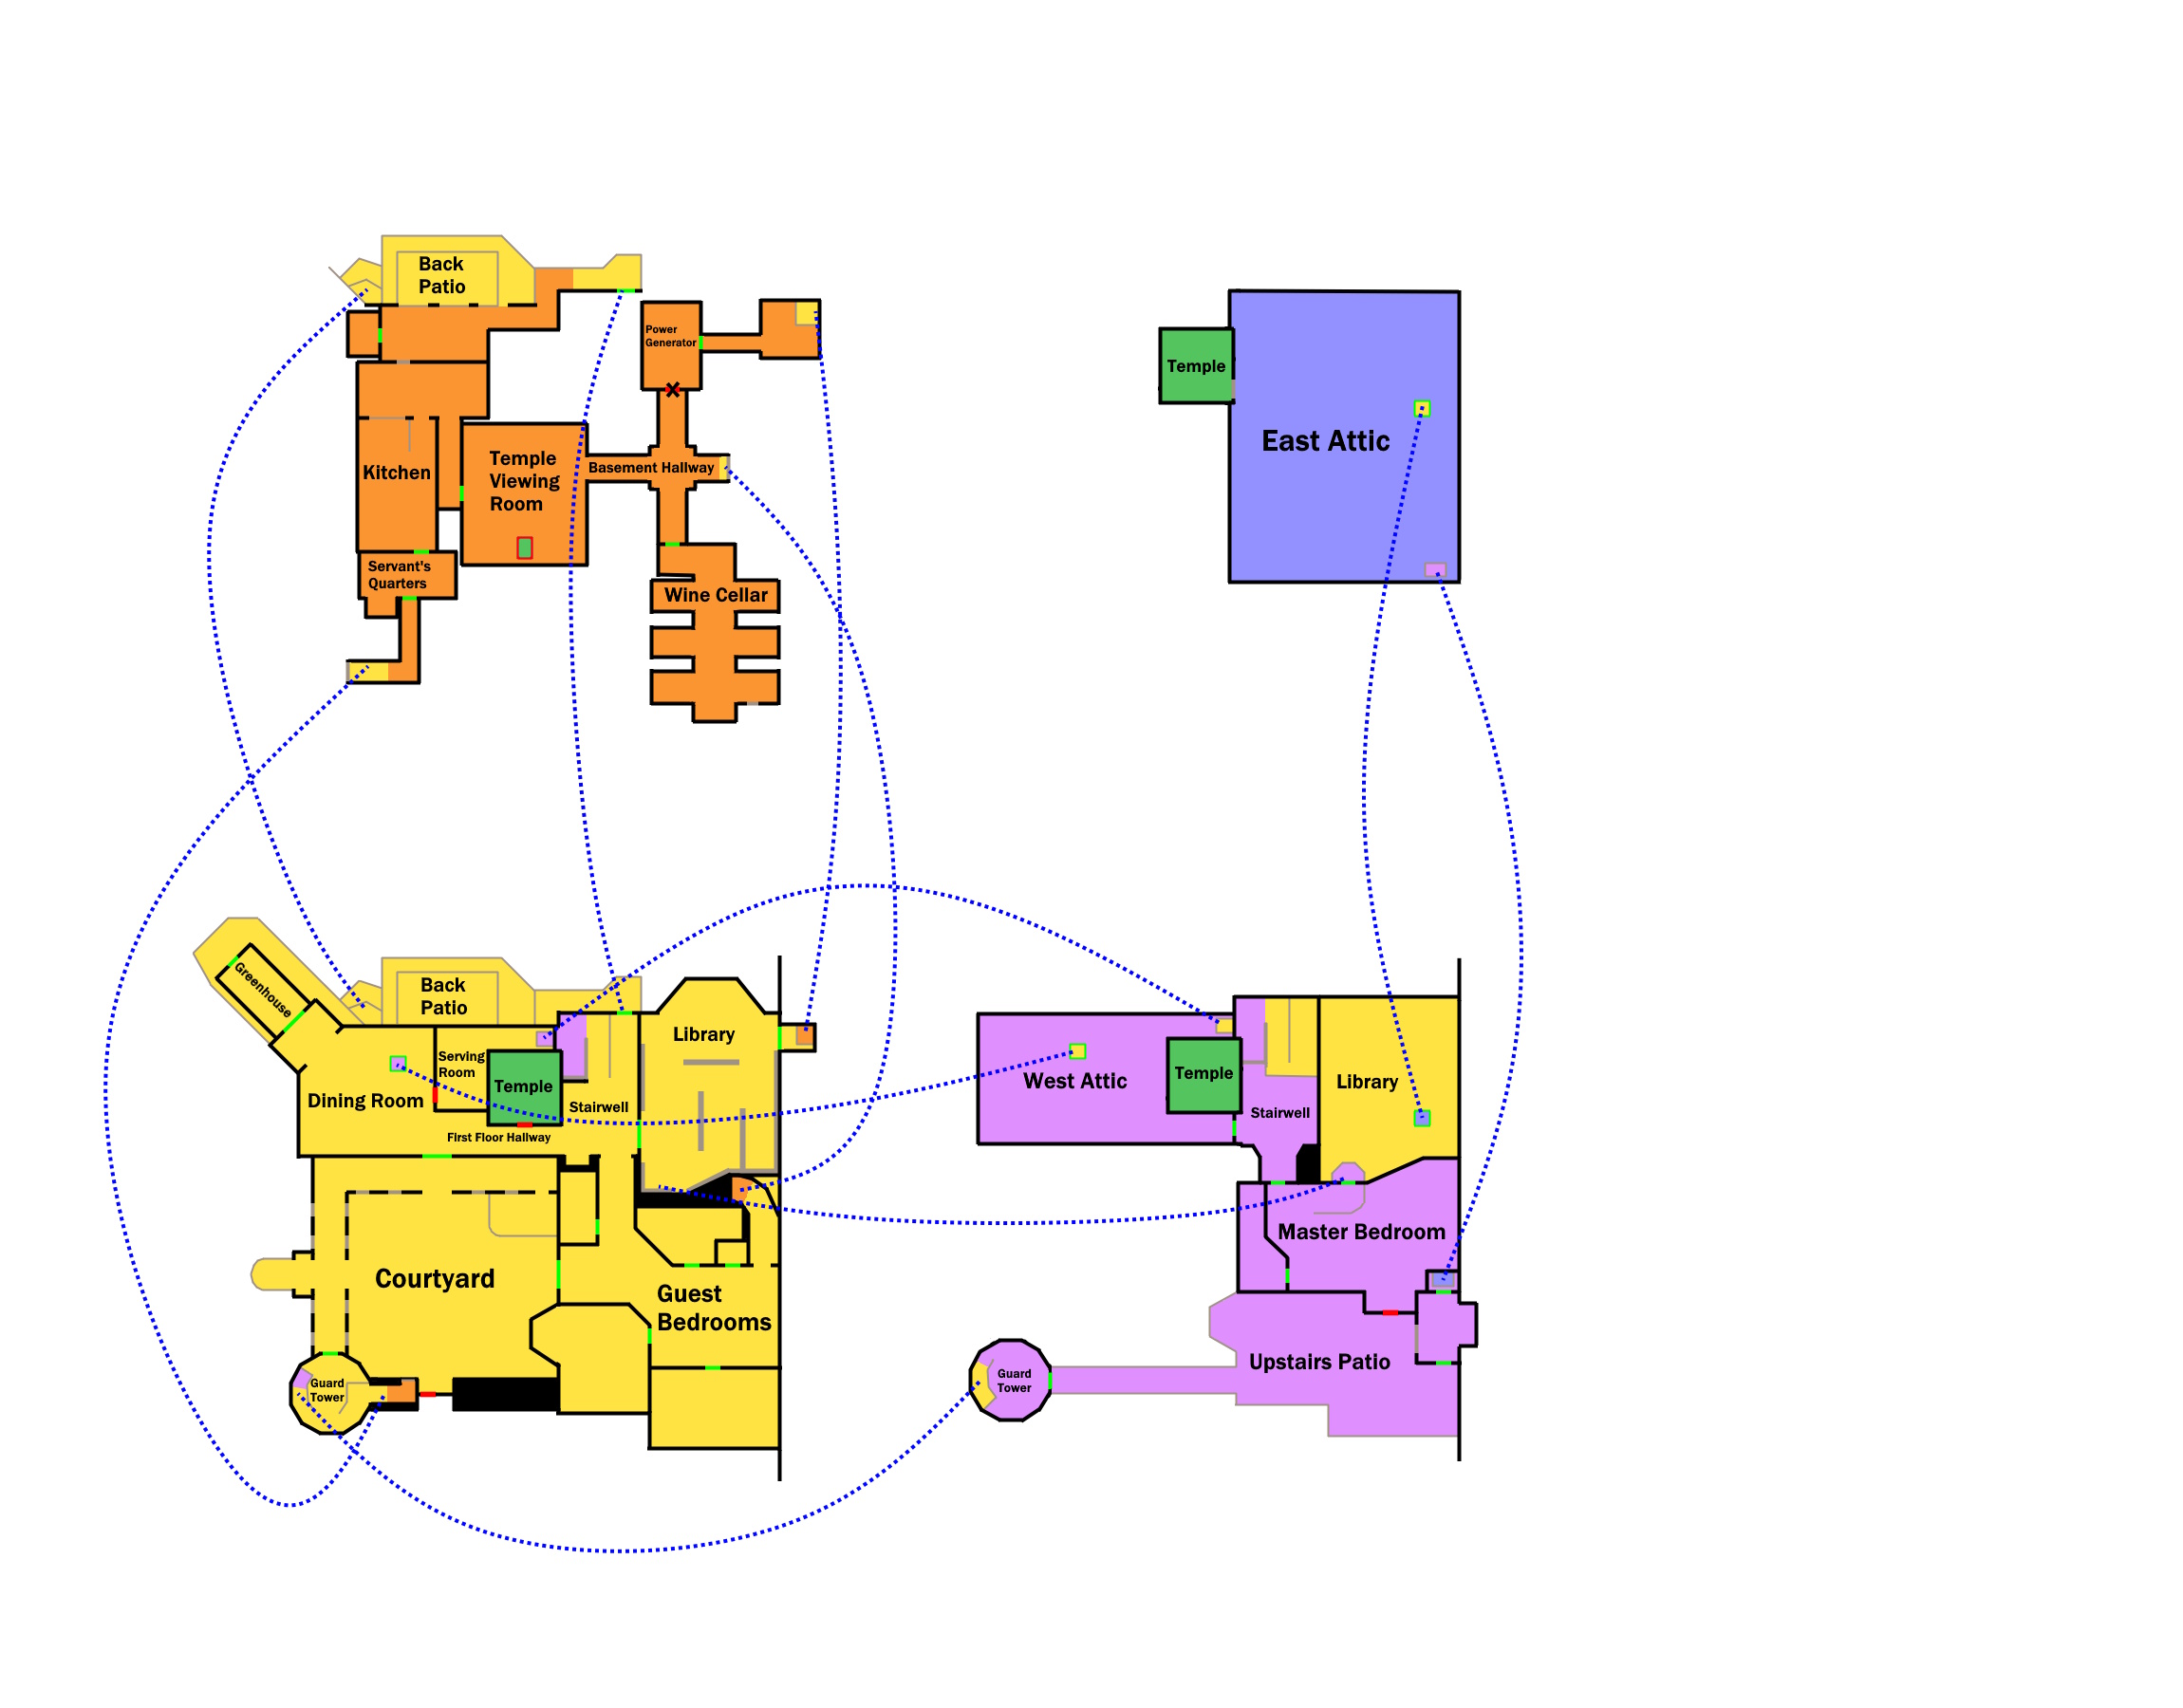 Back
Patio
Power
Generator
Temple
Kitchen
Temple
Viewing
Room
Basement Hallway
East Attic
Servant's
Quarters
Wine Cellar
Greenhouse
Back
Patio
Library
Serving
Room
Temple
Dining Room
Stairwell
First Floor Hallway
West Attic
Temple
Library
Stairwell
Courtyard
Guest
Bedrooms
Master Bedroom
Guard
Tower
Guard
Tower
Upstairs Patio